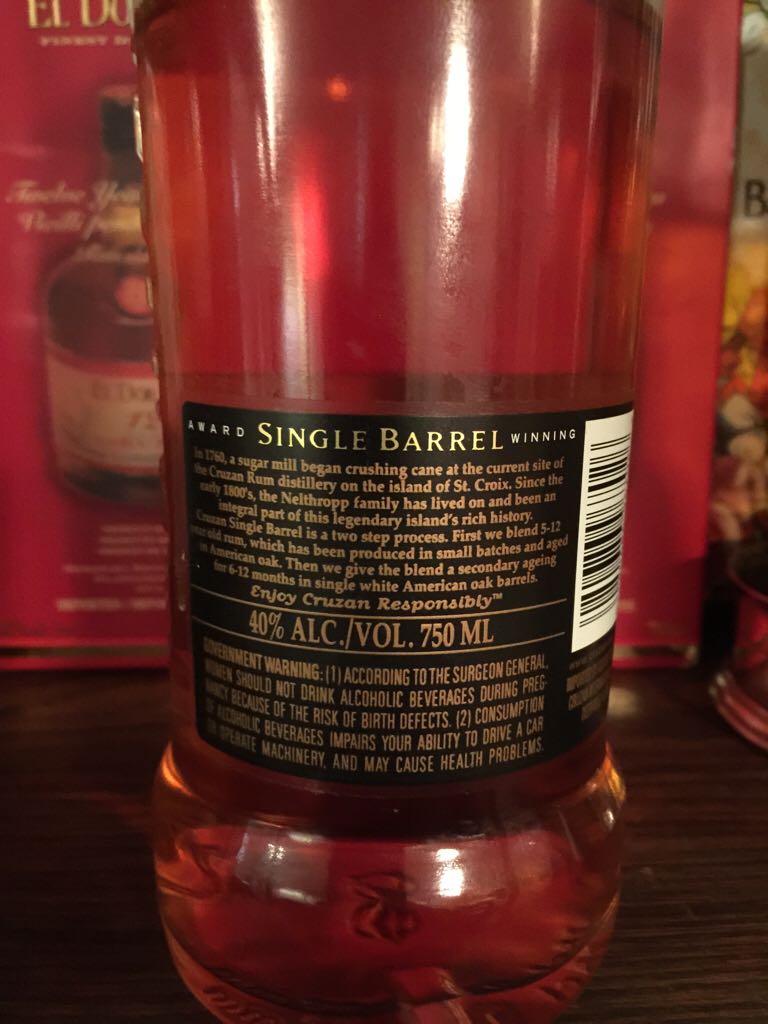 EL DO
FINEST D
Twelve Yea
EL DO
AWARD SINGLE BARREL WINNING
In 1760, a sugar mill began crushing cane at the current site of
the Cruzan Rum distillery on the island of St. Croix. Since the
early 1800's, the Nelthropp family has lived on and been an
integral part of this legendary island's rich history.
Cruzan Single Barrel is a two step process. First we blend 5-12
year old rum, which has been produced in small batches and aged
in American oak. Then we give the blend a secondary ageing
for 6-12 months in single white American oak barrels.
Enjoy Cruzan Responsibly™
40% ALC./VOL. 750 ML
GOVERNMENT WARNING: (1) ACCORDING TO THE SURGEON GENERAL,
WOMEN SHOULD NOT DRINK ALCOHOLIC BEVERAGES DURING PREG-
NANCY BECAUSE OF THE RISK OF BIRTH DEFECTS. (2) CONSUMPTION
OF ALCOHOLIC BEVERAGES IMPAIRS YOUR ABILITY TO DRIVE A CAR
OR OPERATE MACHINERY, AND MAY CAUSE HEALTH PROBLEMS.
B